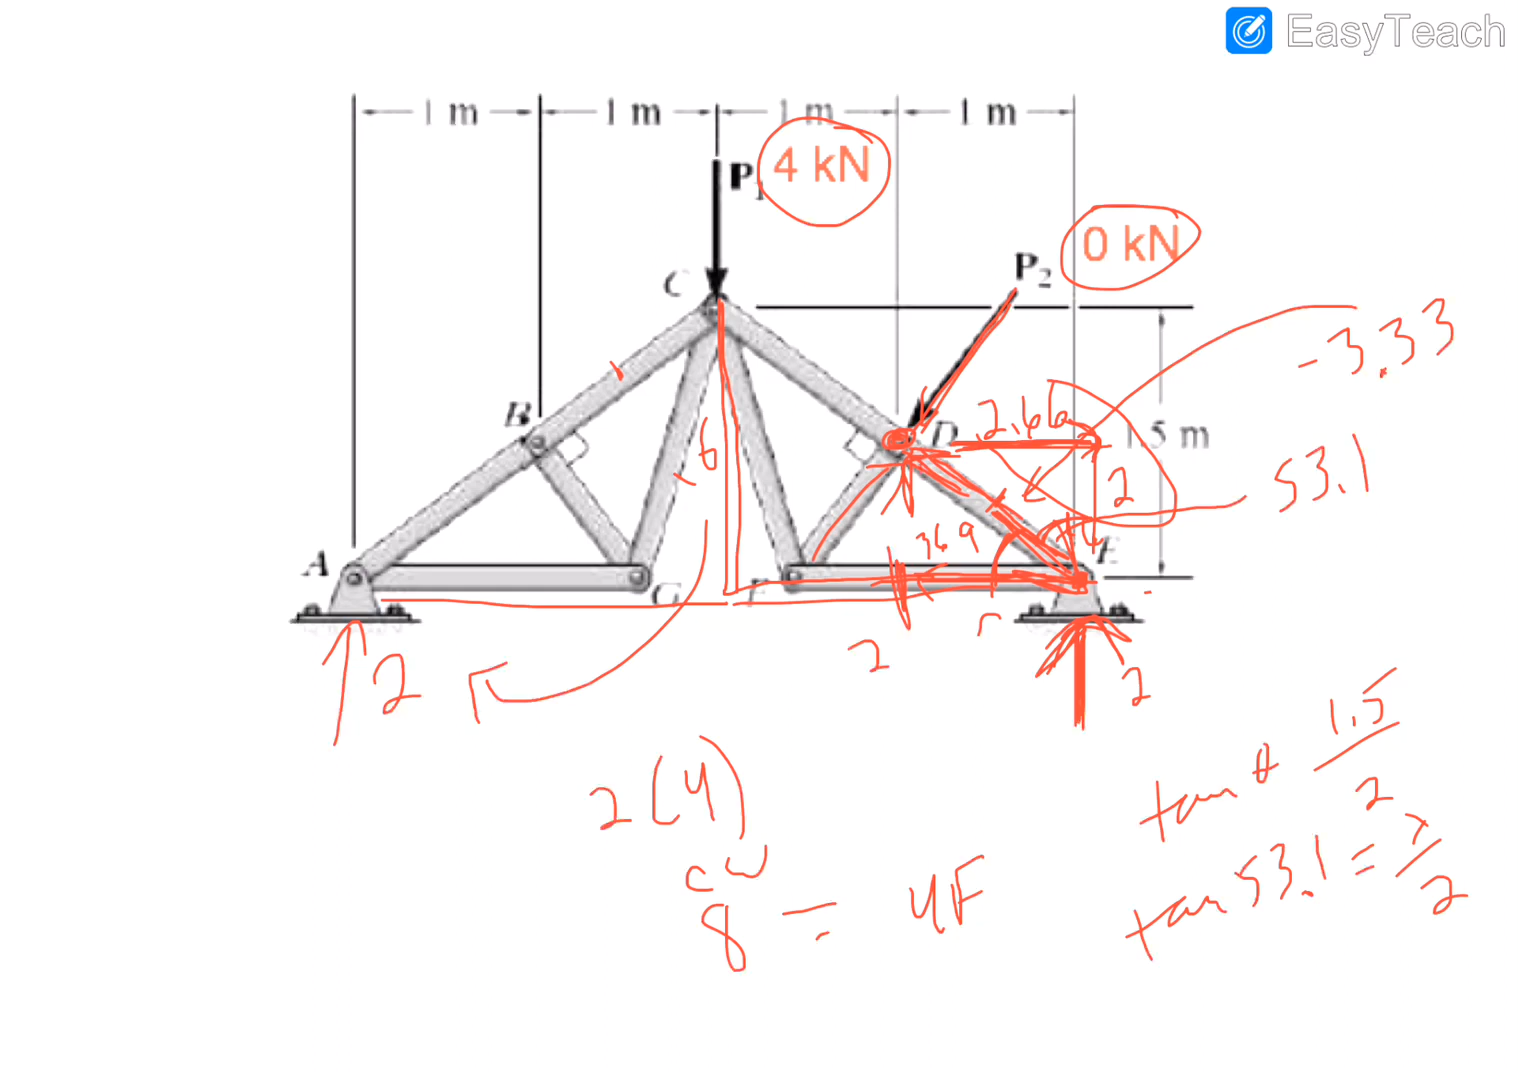 EasyTeach
1 m 1 m 1 m 1 m
P₁ 4 kN
0 kN
P₂
C
-3.33
B
D 2.66 1.5 m
.6
2
53.1
36.9
A
G F E
2
2
2
1.5
tan θ
2
2(4)
cw
tan 53.1 = ?/2
8 = 4F